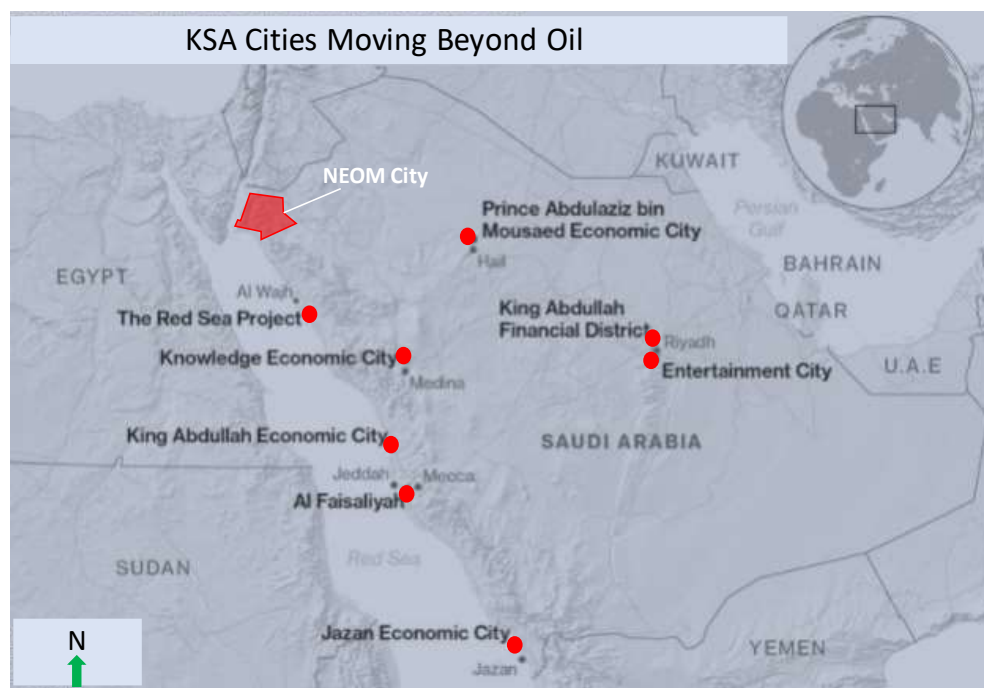 KSA Cities Moving Beyond Oil
KUWAIT
NEOM City
Prince Abdulaziz bin
Mousaed Economic City
Persian
Gulf
Hail
BAHRAIN
EGYPT
Al Wajh
The Red Sea Project
King Abdullah
Financial District
QATAR
Riyadh
Knowledge Economic City
Medina
Entertainment City
U.A.E
King Abdullah Economic City
SAUDI ARABIA
Jeddah
Mecca
Al Faisaliyah
Red Sea
SUDAN
Jazan Economic City
Jazan
YEMEN
N